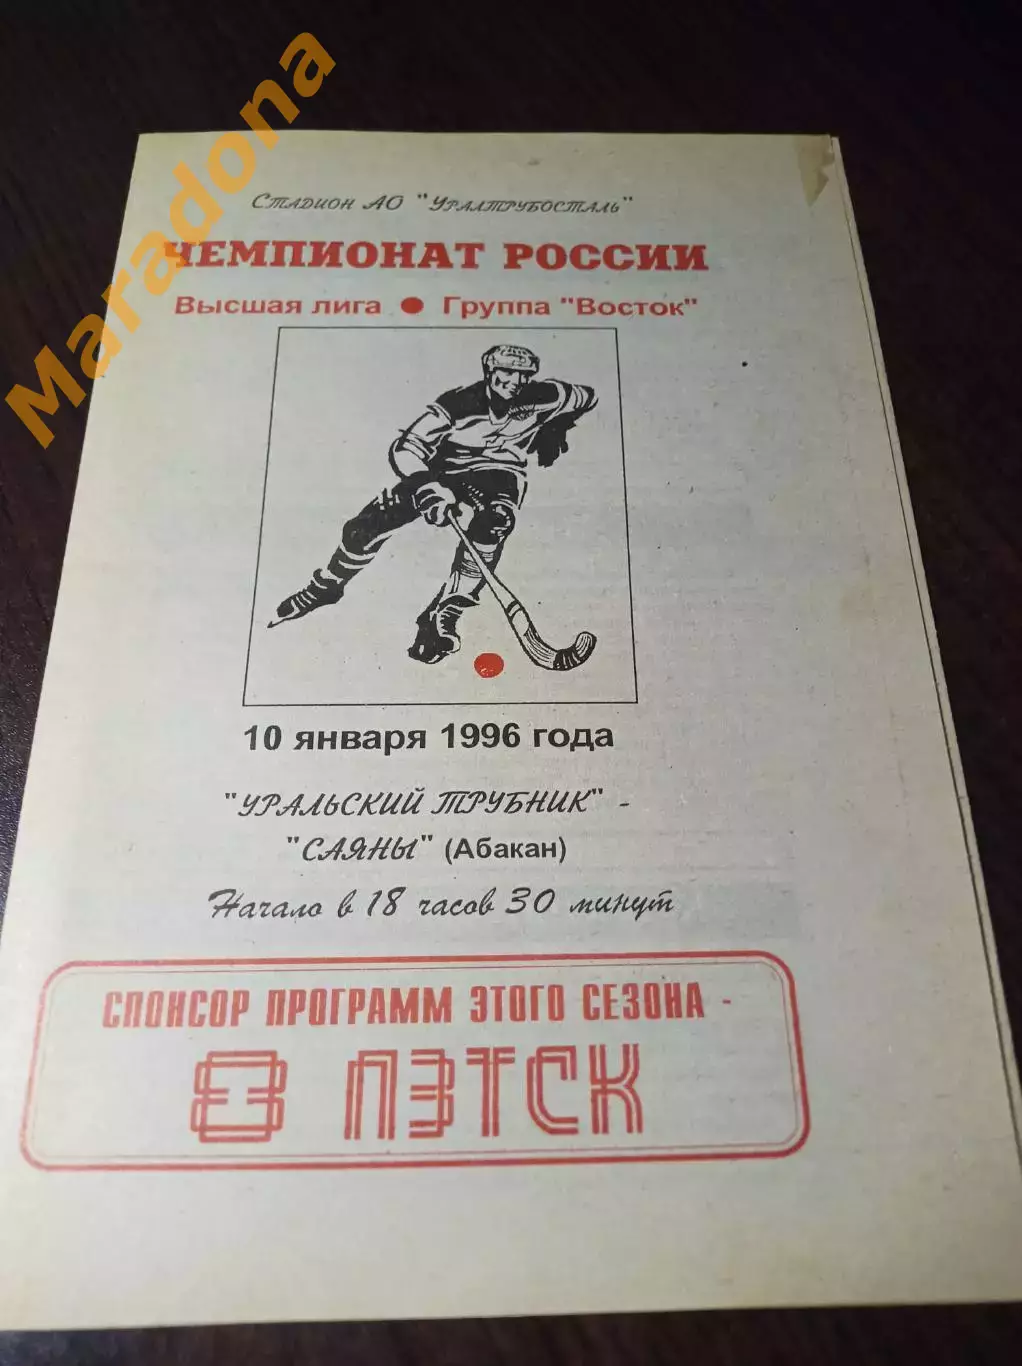 Maradona
Стадион АО "Уралтрубосталь"
ЧЕМПИОНАТ РОССИИ
Высшая лига ● Группа "Восток"
10 января 1996 года
"УРАЛЬСКИЙ ТРУБНИК" -
"САЯНЫ" (Абакан)
Начало в 18 часов 30 минут
СПОНСОР ПРОГРАММ ЭТОГО СЕЗОНА -
ПЭТСК